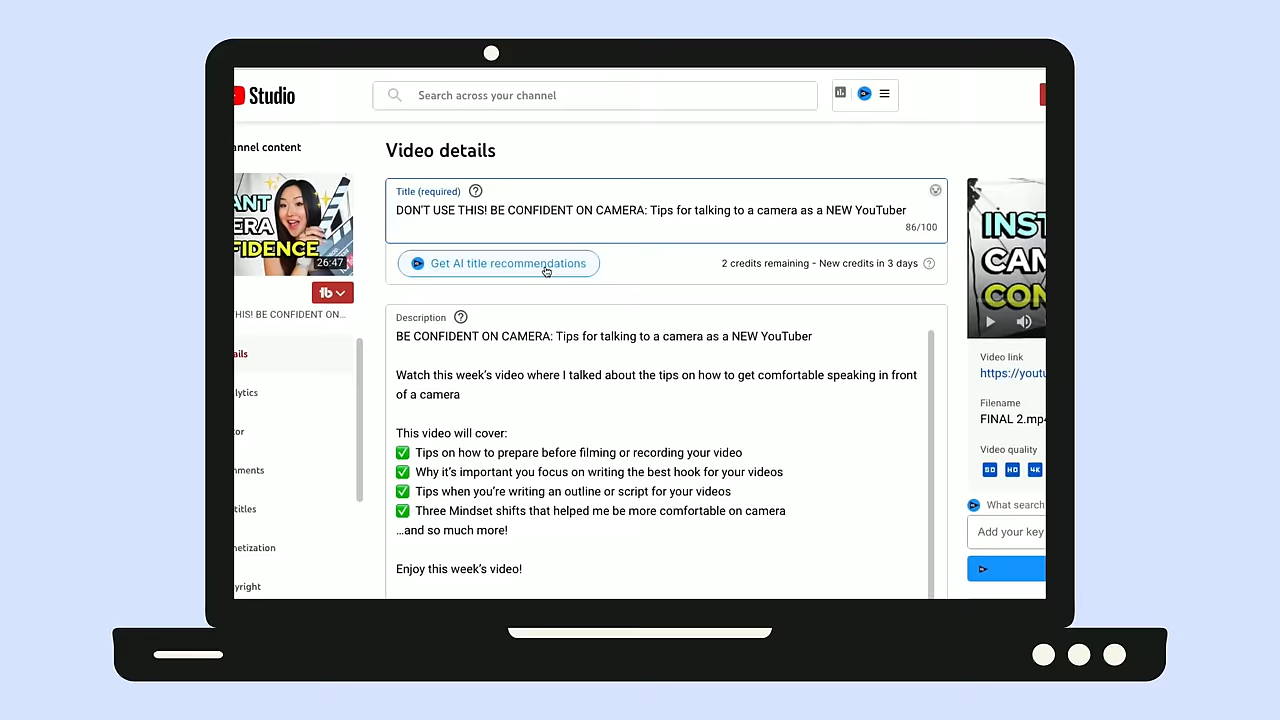 Studio
Search across your channel
annel content
Video details
ANT
ERA
FIDENCE
26:47
Title (required)
DON'T USE THIS! BE CONFIDENT ON CAMERA: Tips for talking to a camera as a NEW YouTuber
86/100
Get AI title recommendations
2 credits remaining - New credits in 3 days
tb
HIS! BE CONFIDENT ON...
ails
lytics
tor
nments
titles
netization
yright
Description
BE CONFIDENT ON CAMERA: Tips for talking to a camera as a NEW YouTuber
Watch this week's video where I talked about the tips on how to get comfortable speaking in front
of a camera
This video will cover:
✅ Tips on how to prepare before filming or recording your video
✅ Why it's important you focus on writing the best hook for your videos
✅ Tips when you're writing an outline or script for your videos
✅ Three Mindset shifts that helped me be more comfortable on camera
...and so much more!
Enjoy this week's video!
INST
CAM
CON
Video link
https://yout
Filename
FINAL 2.mp
Video quality
SD HD 4K
What search
Add your key